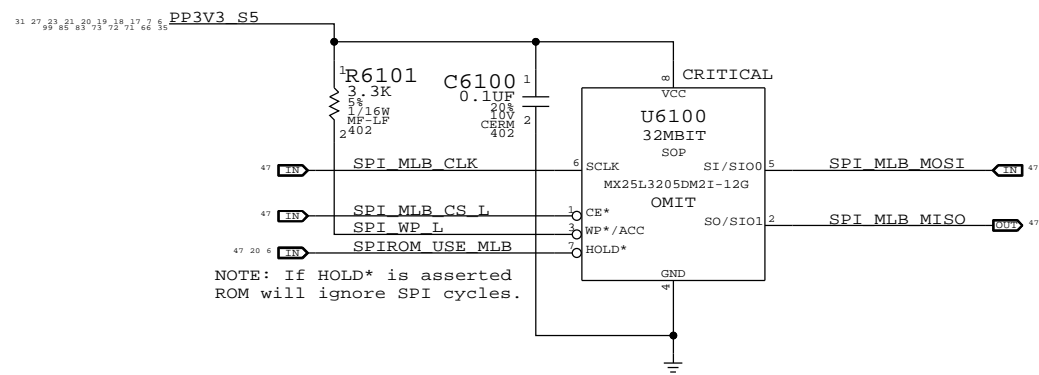 31 27 23 21 20 19 18 17 7 6 PP3V3_S5
99 85 83 73 72 71 66 35
1 R6101
3.3K
5%
1/16W
MF-LF
2 402
C6100 1
0.1UF
20%
10V
CERM 2
402
8 CRITICAL
VCC
U6100
32MBIT
SOP
47 IN SPI_MLB_CLK 6 SCLK SI/SIO0 5 SPI_MLB_MOSI IN 47
MX25L3205DM2I-12G
OMIT
47 IN SPI_MLB_CS_L 1 CE*
SO/SIO1 2 SPI_MLB_MISO OUT 47
SPI_WP_L 3 WP*/ACC
47 20 6 IN SPIROM_USE_MLB 7 HOLD*
NOTE: If HOLD* is asserted
ROM will ignore SPI cycles.
GND
4